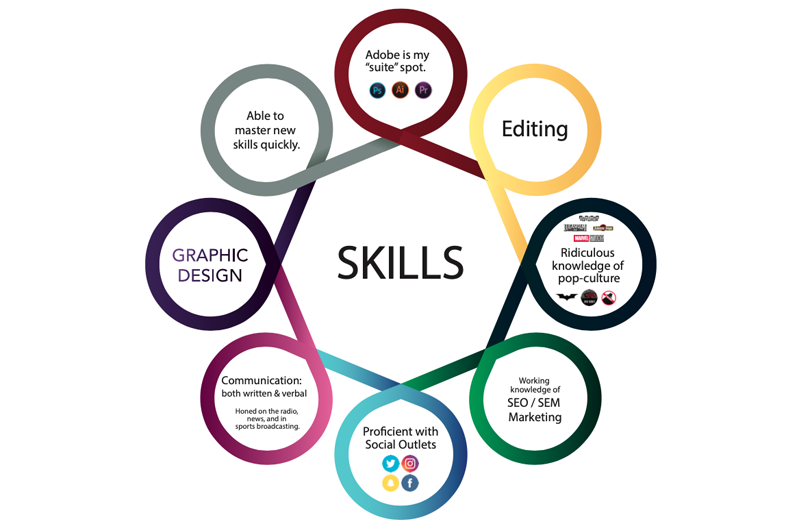 Adobe is my
“suite” spot.
Ps Ai Pr
Editing
MARVEL STUDIOS
Ridiculous
knowledge of
pop-culture
Working
knowledge of
SEO / SEM
Marketing
Proficient with
Social Outlets
Communication:
both written & verbal
Honed on the radio,
news, and in
sports broadcasting.
GRAPHIC
DESIGN
Able to
master new
skills quickly.
SKILLS